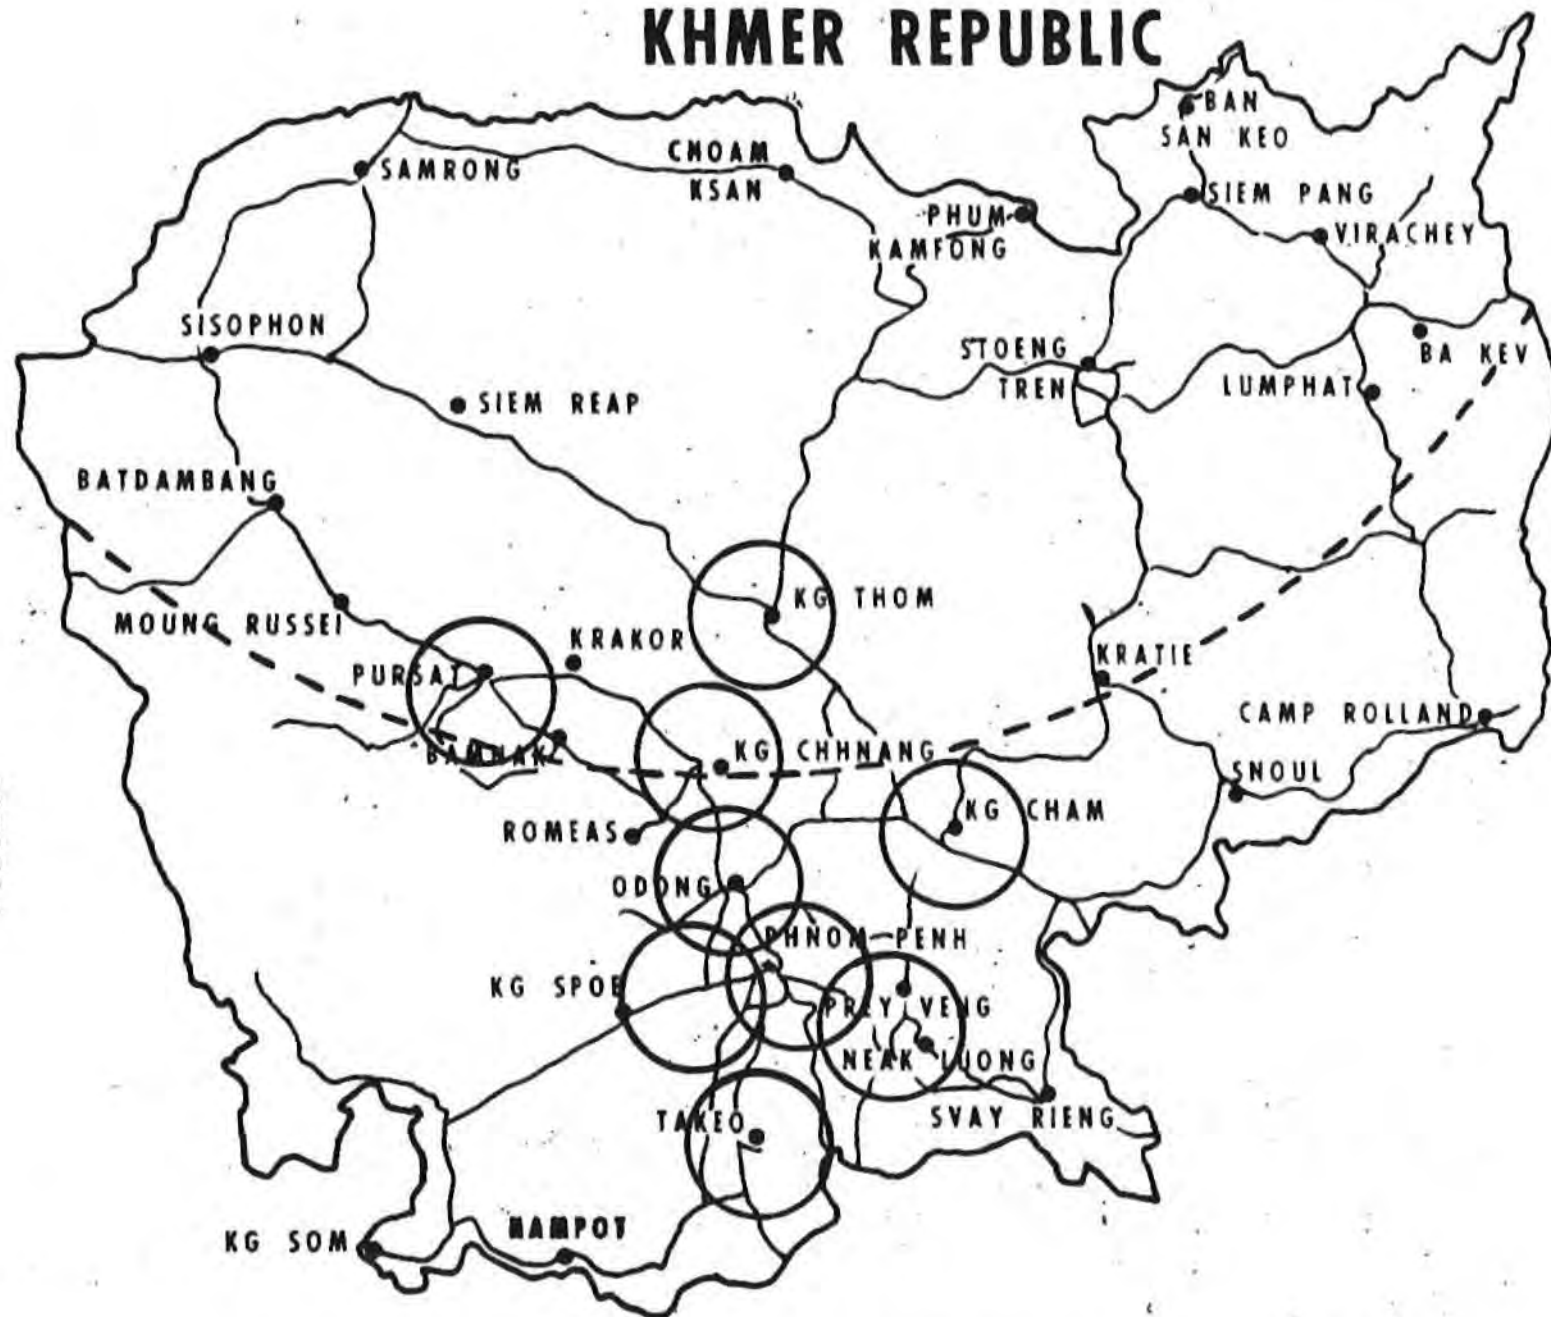 KHMER REPUBLIC
BAN
SAN KEO
SAMRONG
CHOAM
KSAN
SIEM PANG
PHUM
KAMFONG
VIRACHEY
SISOPHON
STOENG
TREN
BA KEV
LUMPHAT
SIEM REAP
BATDAMBANG
KG THOM
MOUNG RUSSEI
KRAKOR
PURSAT
KRATIE
CAMP ROLLAND
BAMNAK
KG CHHNANG
SNOUL
KG CHAM
ROMEAS
ODONG
PHNOM-PENH
KG SPOE
PREY VENG
NEAK LUONG
TAKEO
SVAY RIENG
KG SOM